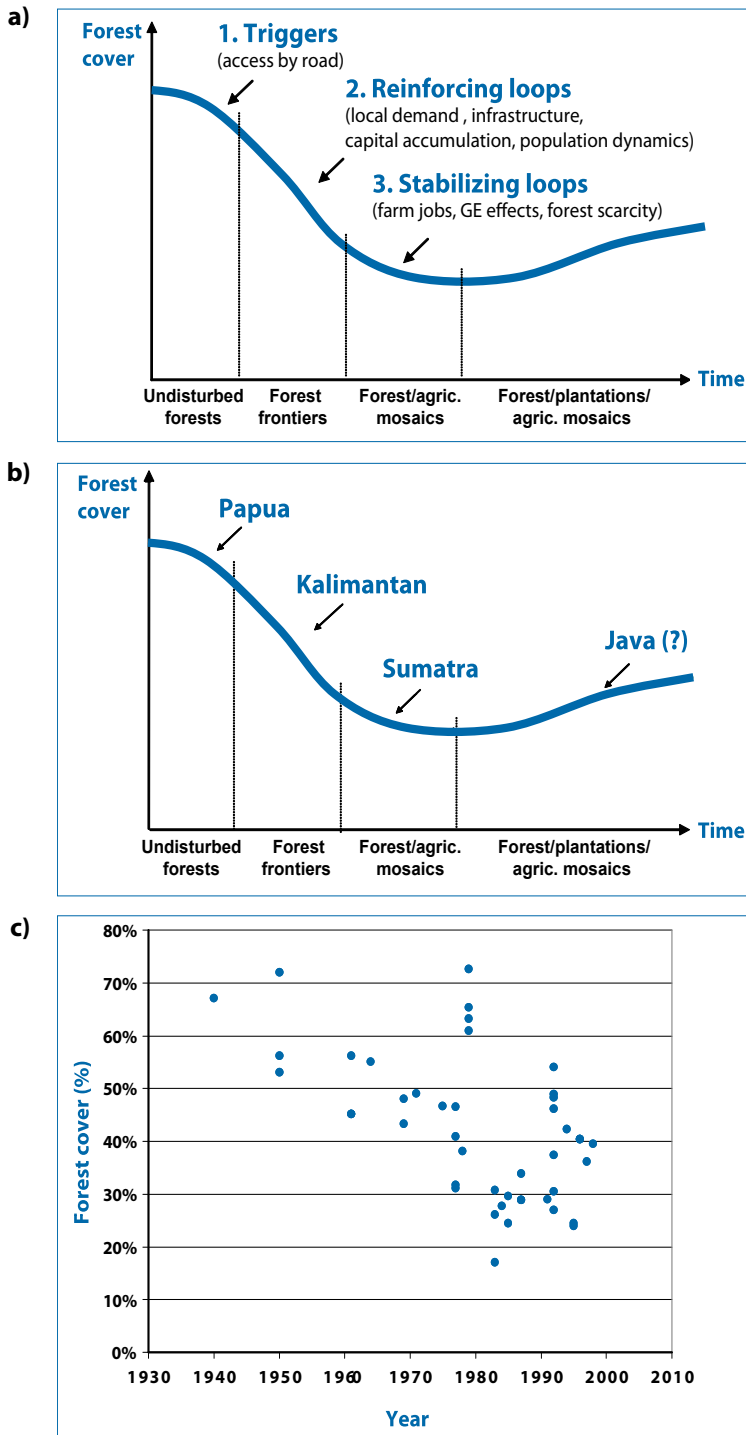 a)
Forest
cover
1. Triggers
(access by road)
2. Reinforcing loops
(local demand , infrastructure,
capital accumulation, population dynamics)
3. Stabilizing loops
(farm jobs, GE effects, forest scarcity)
Time
Undisturbed
forests
Forest
frontiers
Forest/agric.
mosaics
Forest/plantations/
agric. mosaics
b)
Forest
cover
Papua
Kalimantan
Sumatra
Java (?)
Time
Undisturbed
forests
Forest
frontiers
Forest/agric.
mosaics
Forest/plantations/
agric. mosaics
c)
Forest cover (%)
80%
70%
60%
50%
40%
30%
20%
10%
0%
1930 1940 1950 1960 1970 1980 1990 2000 2010
Year